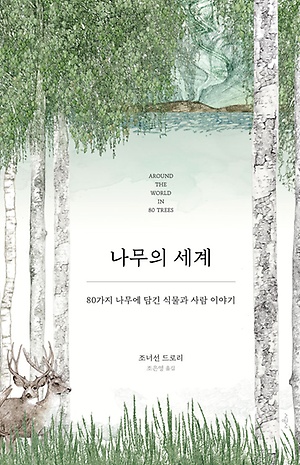 AROUND
THE
WORLD
IN
80 TREES
나무의 세계
80가지 나무에 담긴 식물과 사람 이야기
조너선 드로리
조은영 옮김